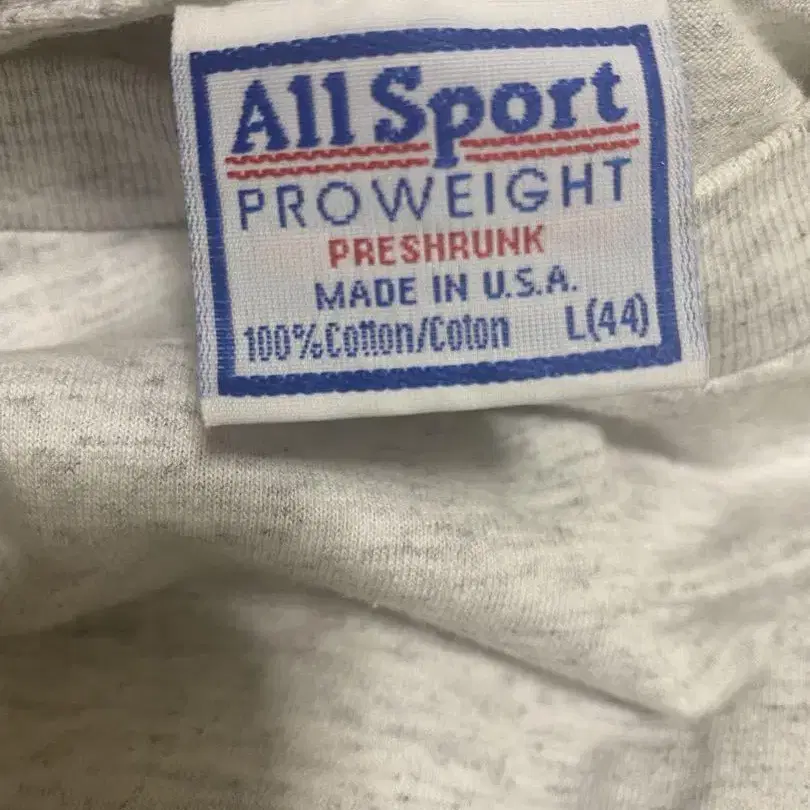 All Sport
PROWEIGHT
PRESHRUNK
MADE IN U.S.A.
100% Cotton/Coton L(44)